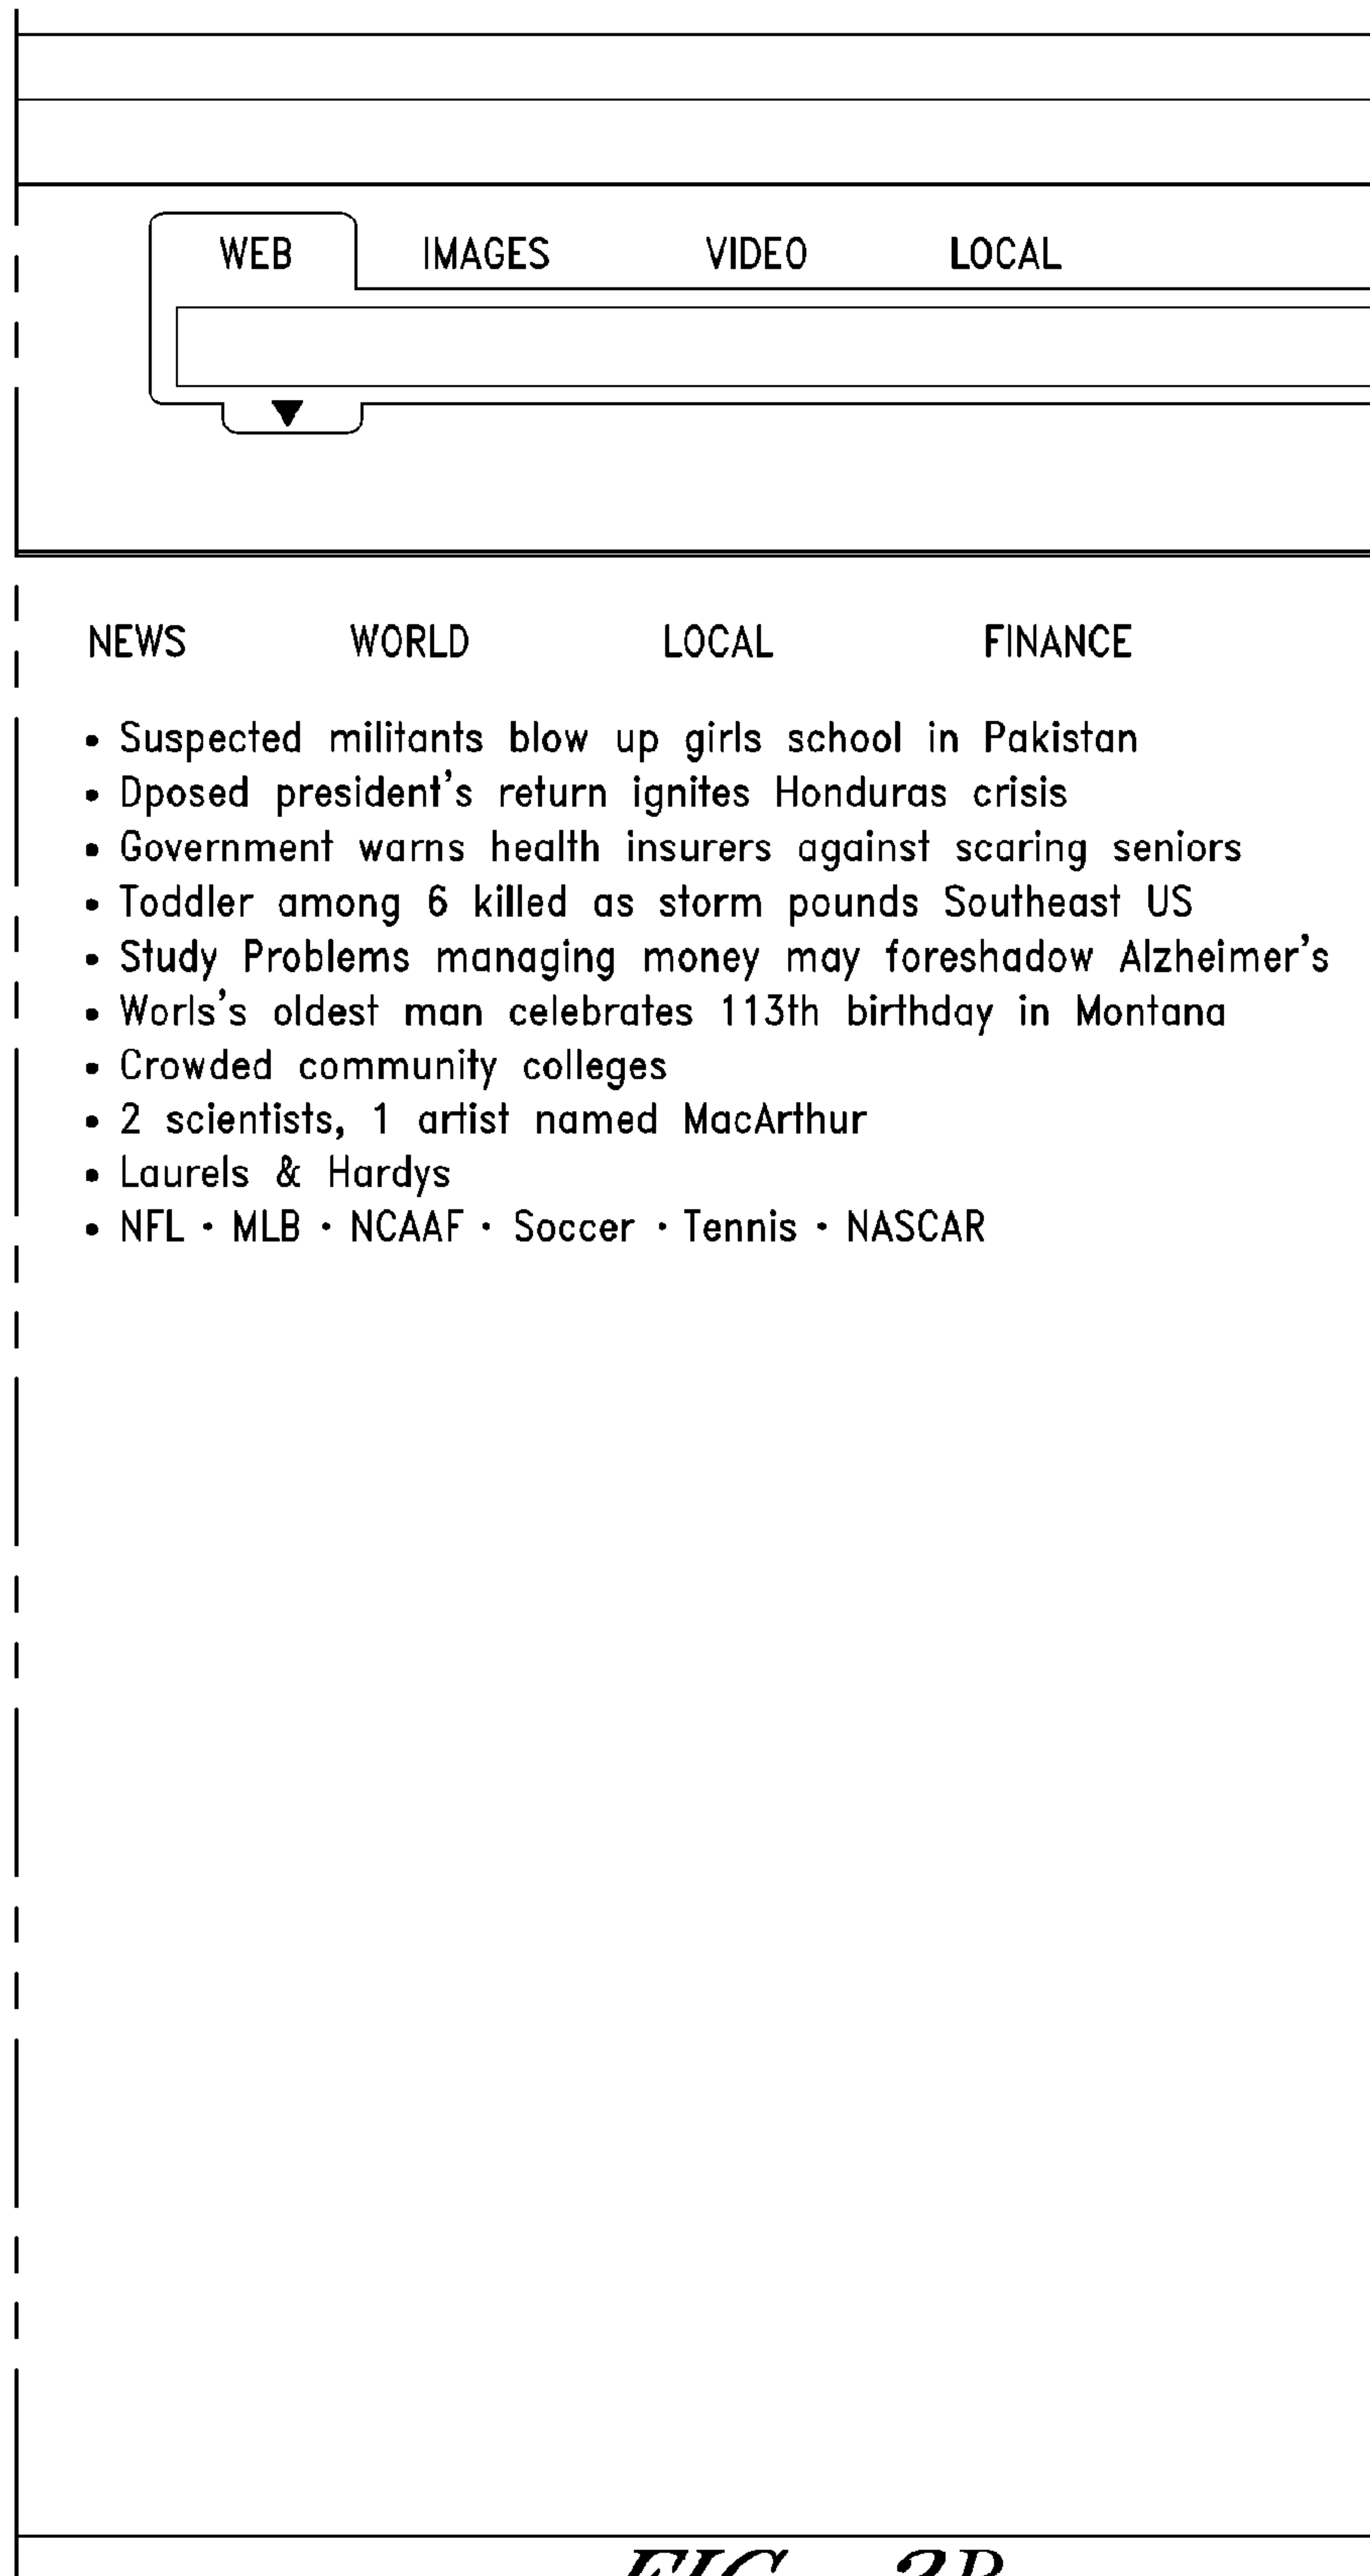 WEB IMAGES VIDEO LOCAL
NEWS WORLD LOCAL FINANCE
• Suspected militants blow up girls school in Pakistan
• Dposed president's return ignites Honduras crisis
• Government warns health insurers against scaring seniors
• Toddler among 6 killed as storm pounds Southeast US
• Study Problems managing money may foreshadow Alzheimer's
• Worls's oldest man celebrates 113th birthday in Montana
• Crowded community colleges
• 2 scientists, 1 artist named MacArthur
• Laurels & Hardys
• NFL · MLB · NCAAF · Soccer · Tennis · NASCAR
FIG.